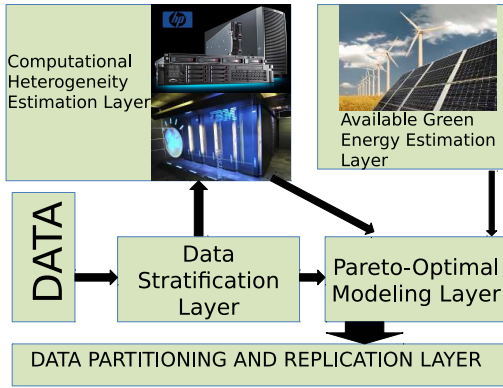 hp
Computational
Heterogeneity
Estimation Layer
IBM
Available Green
Energy Estimation
Layer
DATA
Data
Stratification
Layer
Pareto-Optimal
Modeling Layer
DATA PARTITIONING AND REPLICATION LAYER